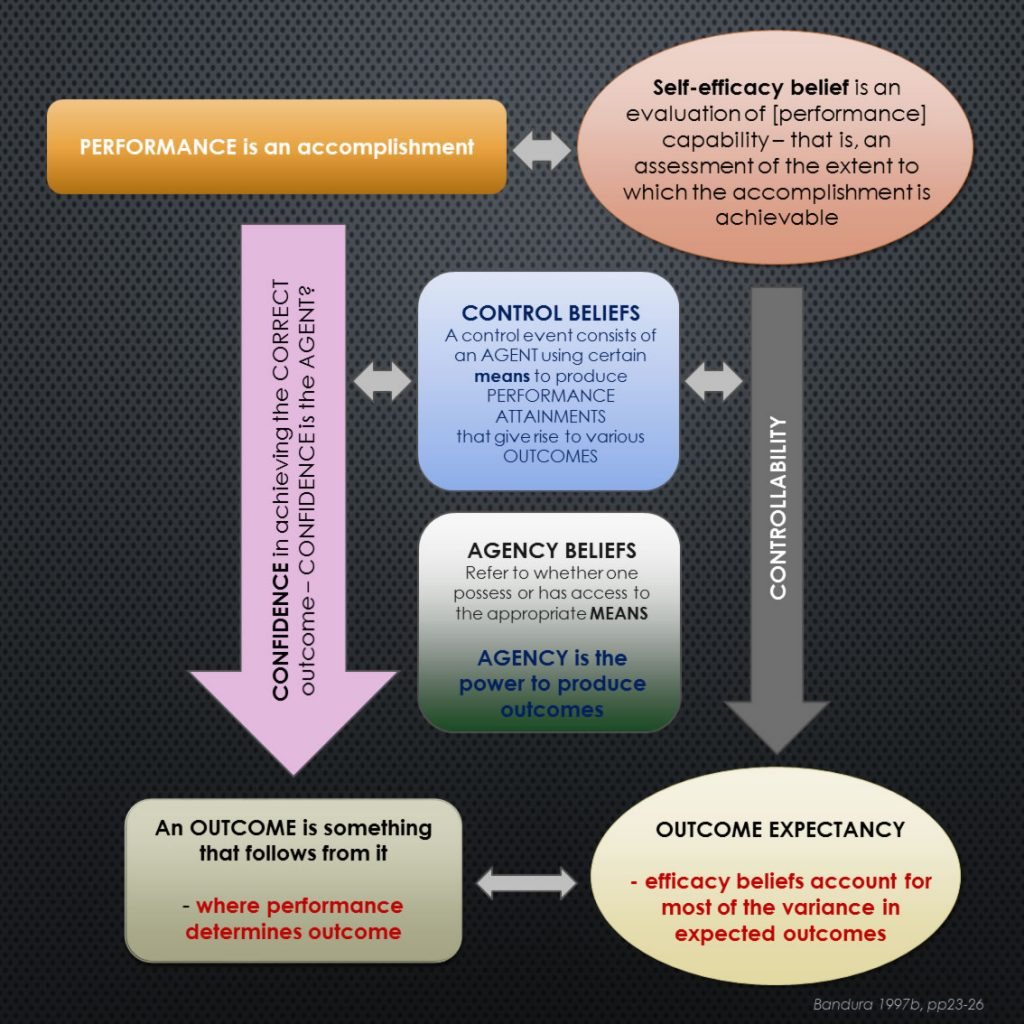 PERFORMANCE is an accomplishment
Self-efficacy belief is an
evaluation of [performance]
capability – that is, an
assessment of the extent to
which the accomplishment is
achievable
CONFIDENCE in achieving the CORRECT
outcome – CONFIDENCE is the AGENT?
CONTROL BELIEFS
A control event consists of
an AGENT using certain
means to produce
PERFORMANCE
ATTAINMENTS
that give rise to various
OUTCOMES
CONTROLLABILITY
AGENCY BELIEFS
Refer to whether one
possess or has access to
the appropriate MEANS
AGENCY is the
power to produce
outcomes
An OUTCOME is something
that follows from it
- where performance
determines outcome
OUTCOME EXPECTANCY
- efficacy beliefs account for
most of the variance in
expected outcomes
Bandura 1997b, pp23-26